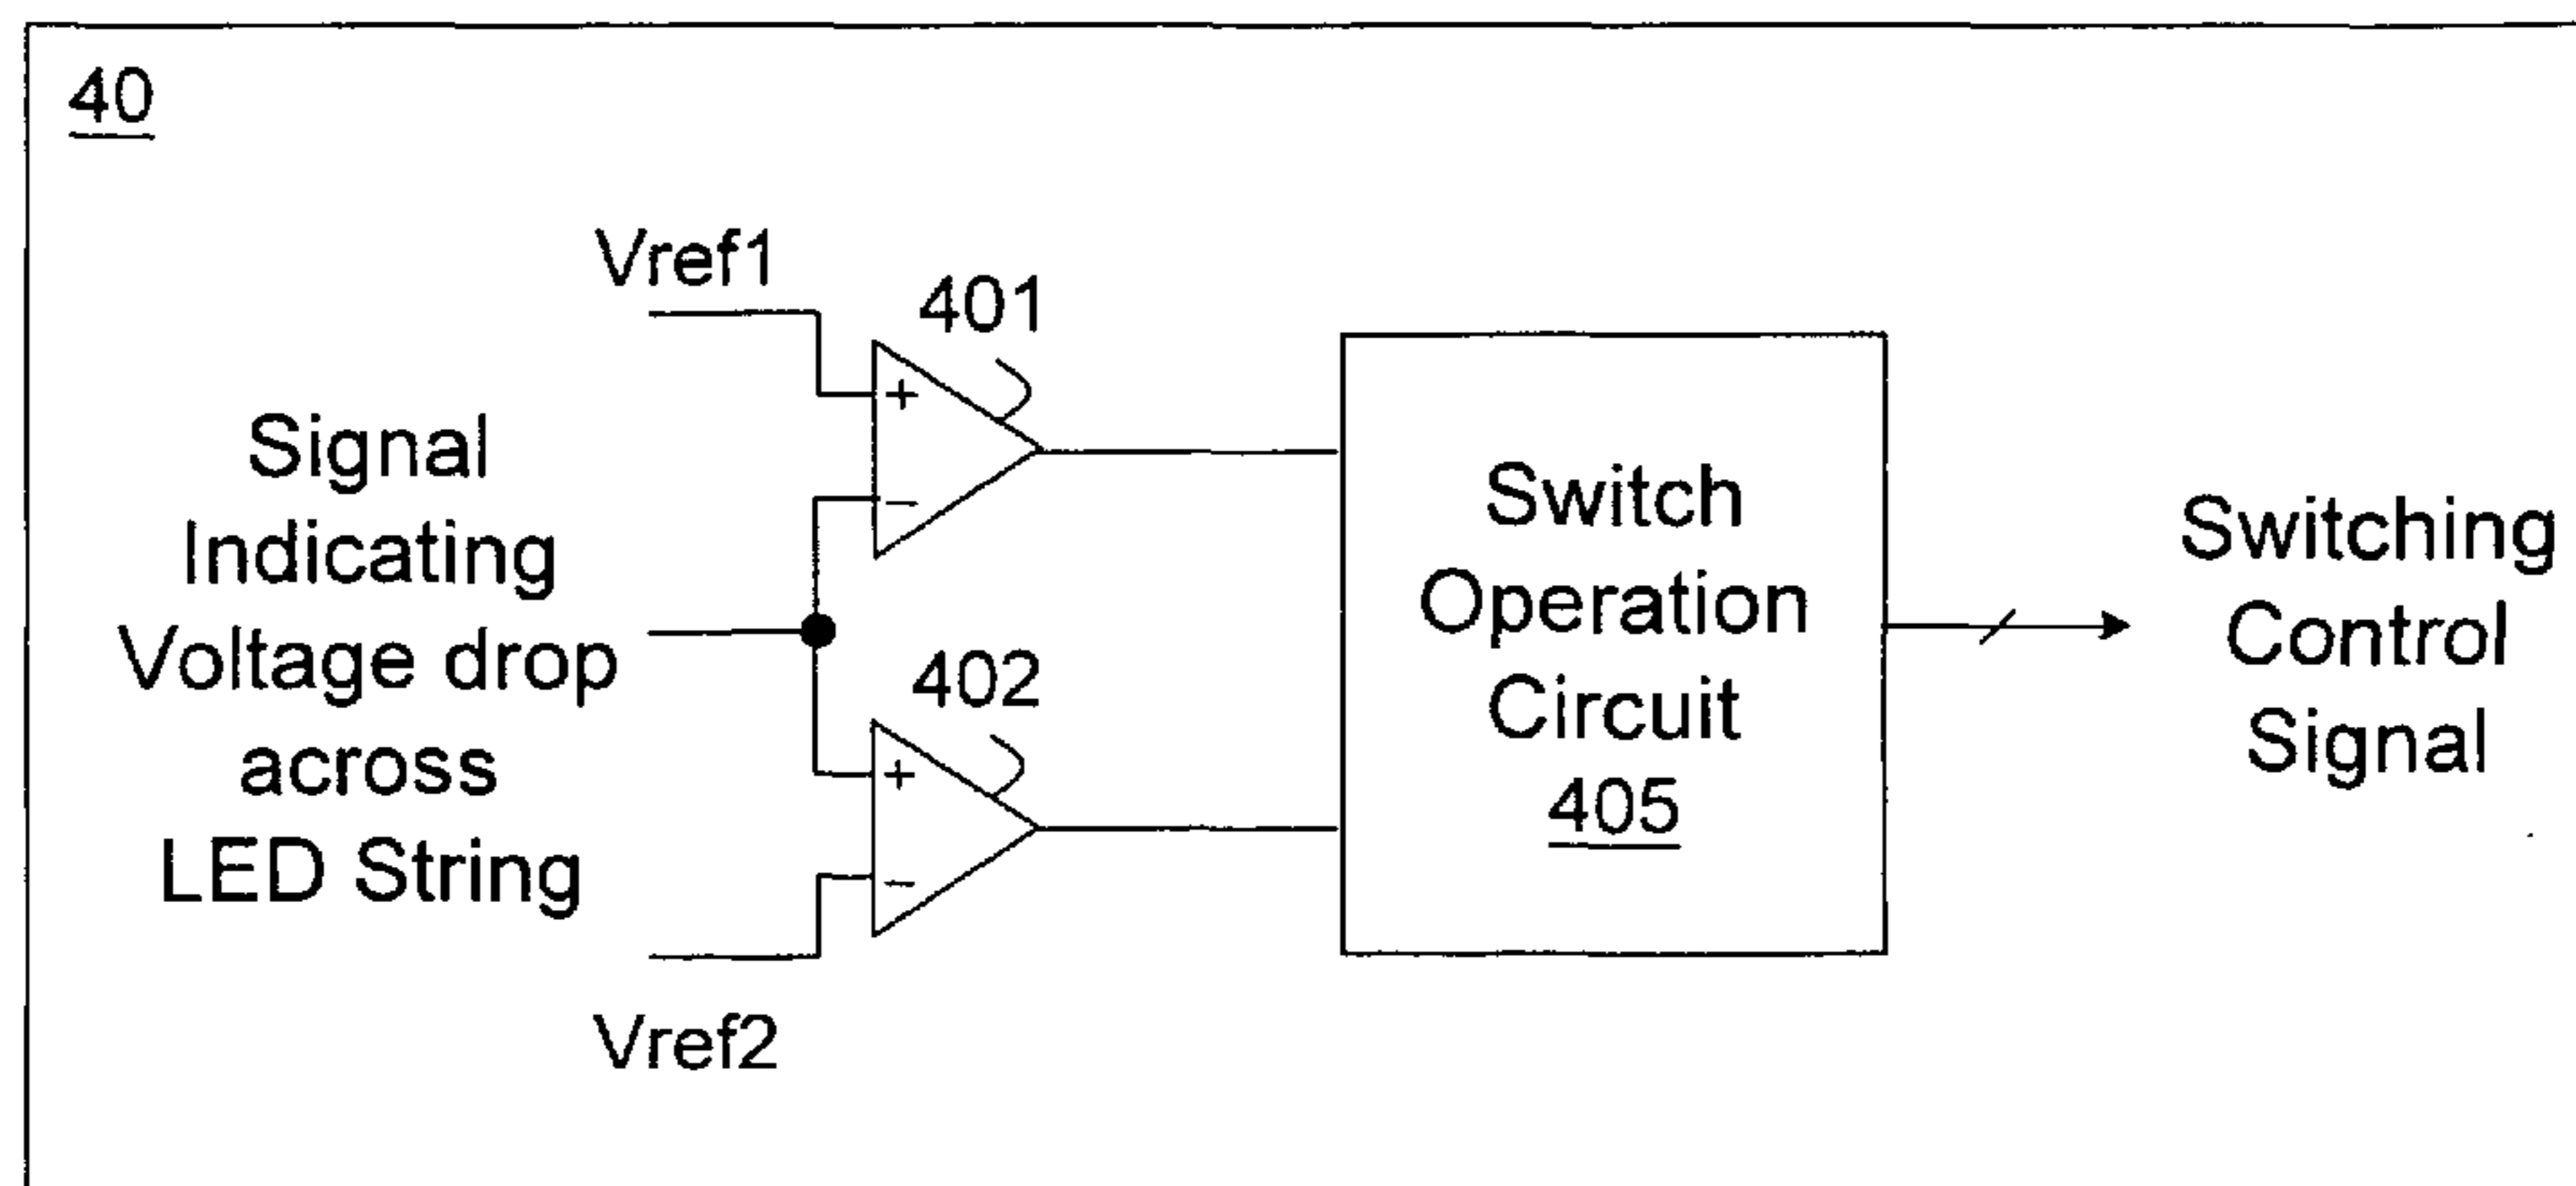 40
Vref1
401
+
−
Signal
Indicating
Voltage drop
across
LED String
402
+
−
Vref2
Switch
Operation
Circuit
405
Switching
Control
Signal